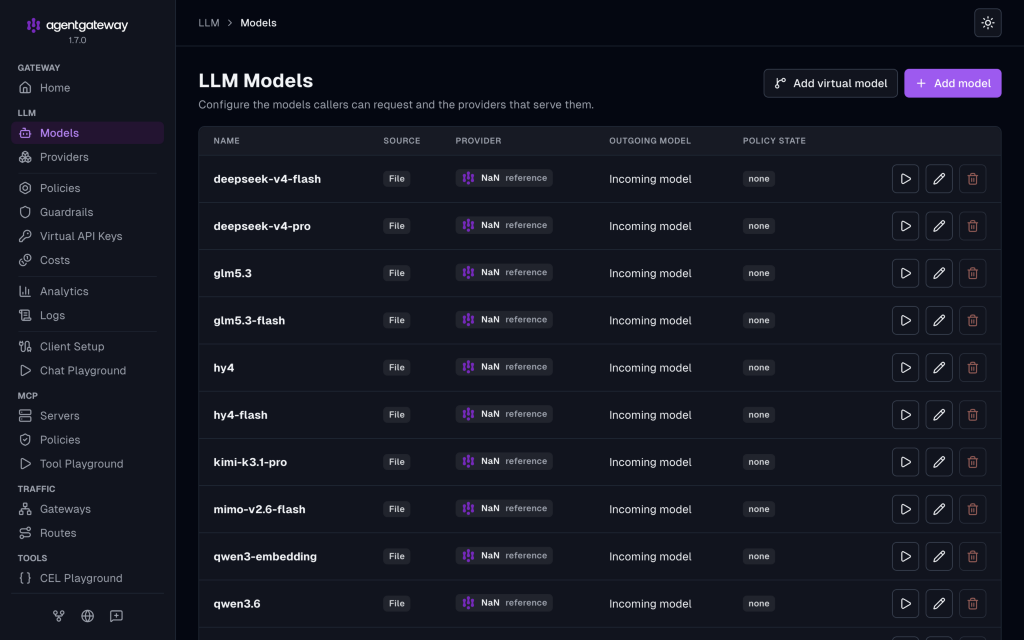 agentgateway
1.7.0
GATEWAY
Home
LLM
Models
Providers
Policies
Guardrails
Virtual API Keys
Costs
Analytics
Logs
Client Setup
Chat Playground
MCP
Servers
Policies
Tool Playground
TRAFFIC
Gateways
Routes
TOOLS
CEL Playground
LLM > Models
LLM Models
Configure the models callers can request and the providers that serve them.
Add virtual model
+ Add model
NAME SOURCE PROVIDER OUTGOING MODEL POLICY STATE
deepseek-v4-flash File NaN reference Incoming model none
deepseek-v4-pro File NaN reference Incoming model none
glm5.3 File NaN reference Incoming model none
glm5.3-flash File NaN reference Incoming model none
hy4 File NaN reference Incoming model none
hy4-flash File NaN reference Incoming model none
kimi-k3.1-pro File NaN reference Incoming model none
mimo-v2.6-flash File NaN reference Incoming model none
qwen3-embedding File NaN reference Incoming model none
qwen3.6 File NaN reference Incoming model none